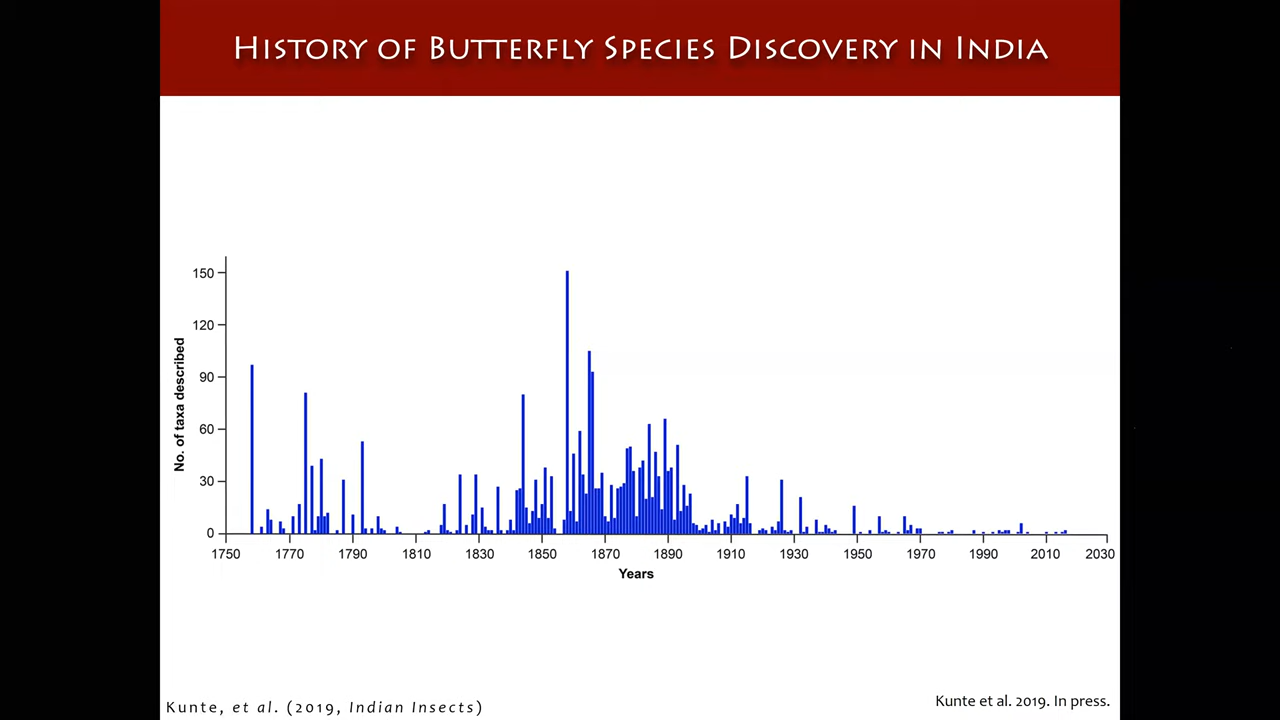 History of Butterfly Species Discovery in India
150
120
90
60
30
0
No. of taxa described
1750 1770 1790 1810 1830 1850 1870 1890 1910 1930 1950 1970 1990 2010 2030
Years
Kunte, et al. (2019, Indian Insects)
Kunte et al. 2019. In press.